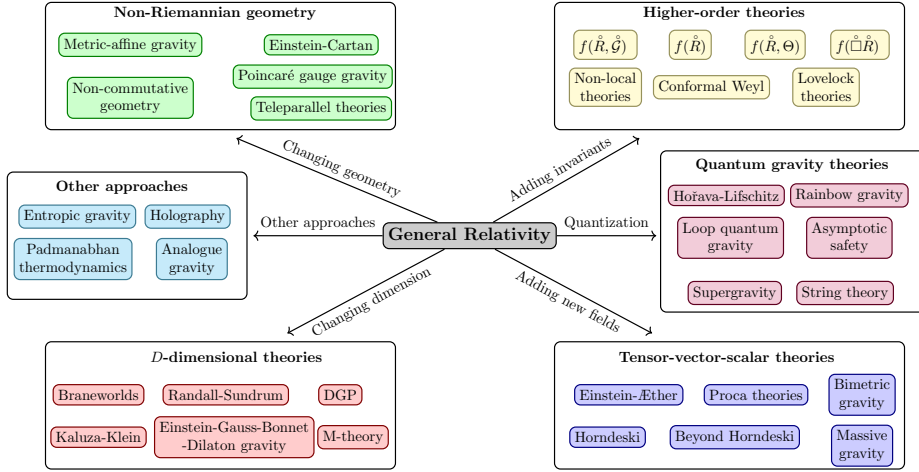 Non-Riemannian geometry
Metric-affine gravity
Einstein-Cartan
Poincaré gauge gravity
Non-commutative
geometry
Teleparallel theories
Higher-order theories
f(R̊, 𝒢̊)
f(R̊)
f(R̊, Θ)
f(□̊R̊)
Non-local
theories
Conformal Weyl
Lovelock
theories
Changing geometry
Adding invariants
Other approaches
Entropic gravity
Holography
Padmanabhan
thermodynamics
Analogue
gravity
Other approaches
General Relativity
Quantization
Quantum gravity theories
Hořava-Lifschitz
Rainbow gravity
Loop quantum
gravity
Asymptotic
safety
Supergravity
String theory
Changing dimension
Adding new fields
D-dimensional theories
Braneworlds
Randall-Sundrum
DGP
Kaluza-Klein
Einstein-Gauss-Bonnet
-Dilaton gravity
M-theory
Tensor-vector-scalar theories
Einstein-Æther
Proca theories
Bimetric
gravity
Horndeski
Beyond Horndeski
Massive
gravity